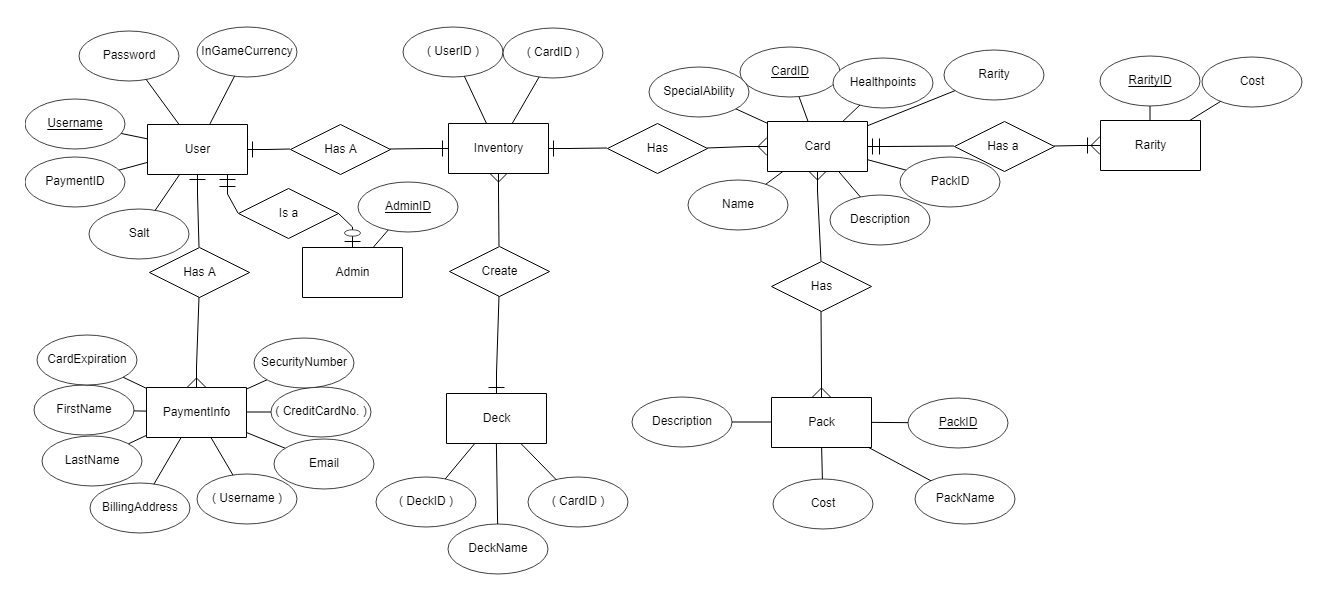 Password
InGameCurrency
( UserID )
( CardID )
SpecialAbility
CardID
Healthpoints
Rarity
RarityID
Cost
Username
User
Has A
Inventory
Has
Card
Has a
Rarity
PaymentID
PackID
Name
Description
Salt
Is a
AdminID
Has A
Admin
Create
Has
CardExpiration
SecurityNumber
FirstName
PaymentInfo
( CreditCardNo. )
LastName
Email
BillingAddress
( Username )
Deck
( DeckID )
( CardID )
DeckName
Description
Pack
PackID
Cost
PackName